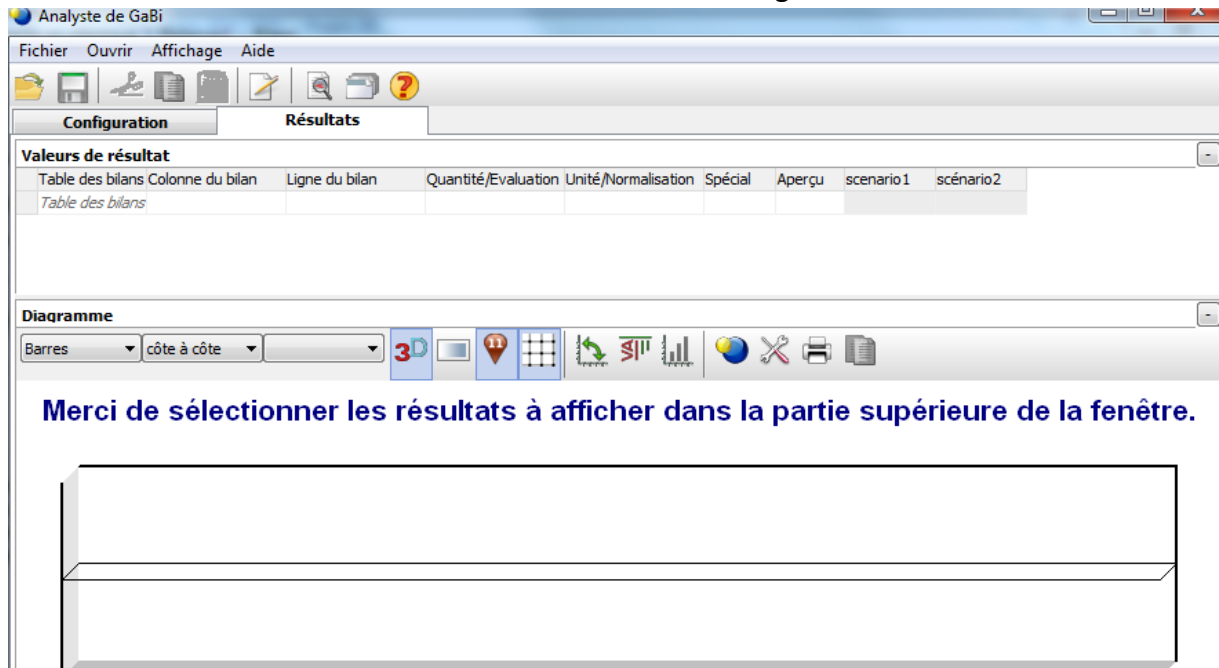 Analyste de GaBi
Fichier Ouvrir Affichage Aide
Configuration Résultats
Valeurs de résultat
Table des bilans Colonne du bilan Ligne du bilan Quantité/Evaluation Unité/Normalisation Spécial Aperçu scenario1 scénario2
Table des bilans
Diagramme
Barres côte à côte 3D 11
Merci de sélectionner les résultats à afficher dans la partie supérieure de la fenêtre.